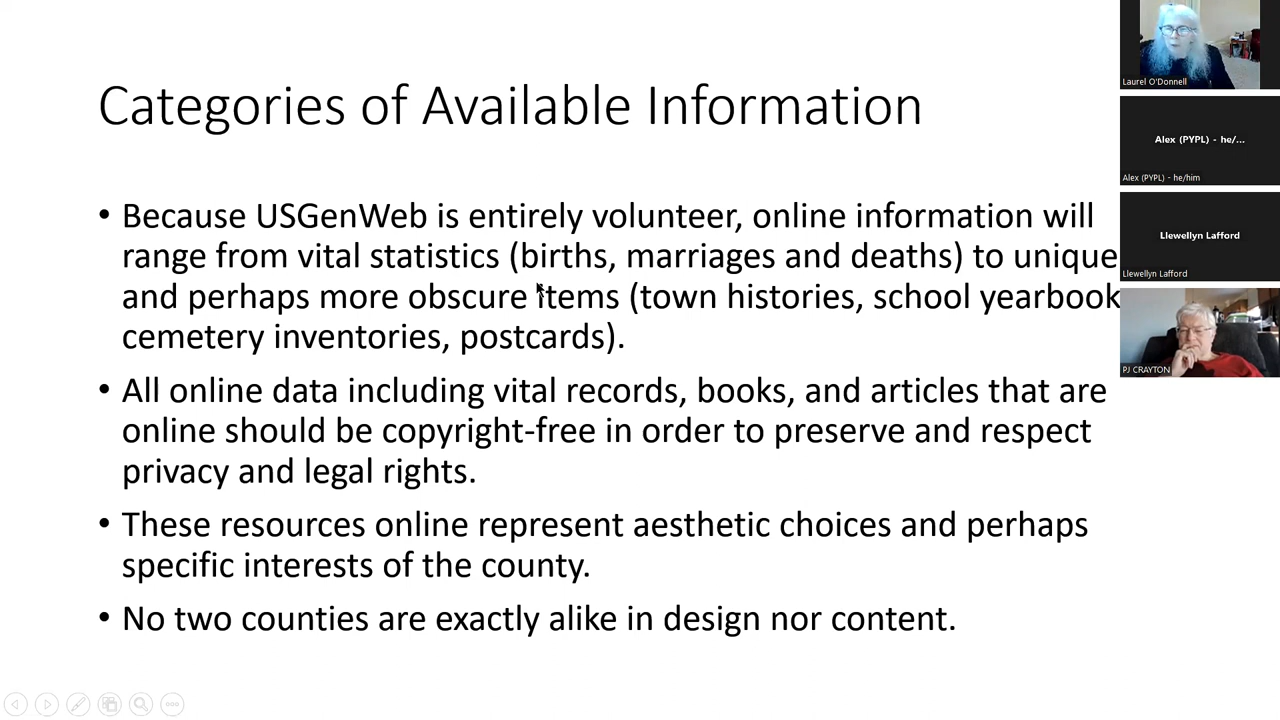 Categories of Available Information
• Because USGenWeb is entirely volunteer, online information will
range from vital statistics (births, marriages and deaths) to unique
and perhaps more obscure items (town histories, school yearbook
cemetery inventories, postcards).
• All online data including vital records, books, and articles that are
online should be copyright-free in order to preserve and respect
privacy and legal rights.
• These resources online represent aesthetic choices and perhaps
specific interests of the county.
• No two counties are exactly alike in design nor content.
Laurel O'Donnell
Alex (PYPL) - he/...
Alex (PYPL) - he/him
Llewellyn Lafford
Llewellyn Lafford
PJ CRAYTON